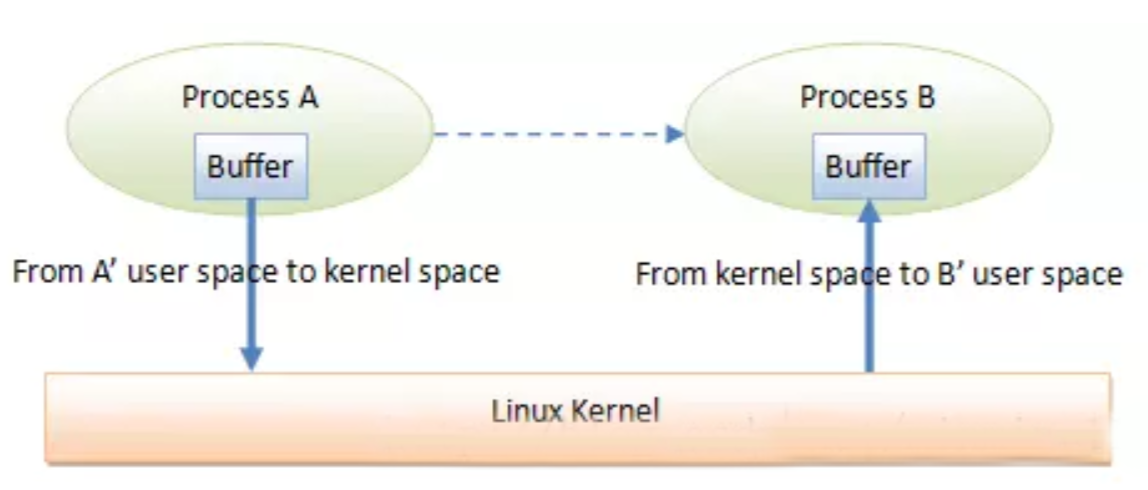 Process A
Process B
Buffer
Buffer
From A' user space to kernel space
From kernel space to B' user space
Linux Kernel